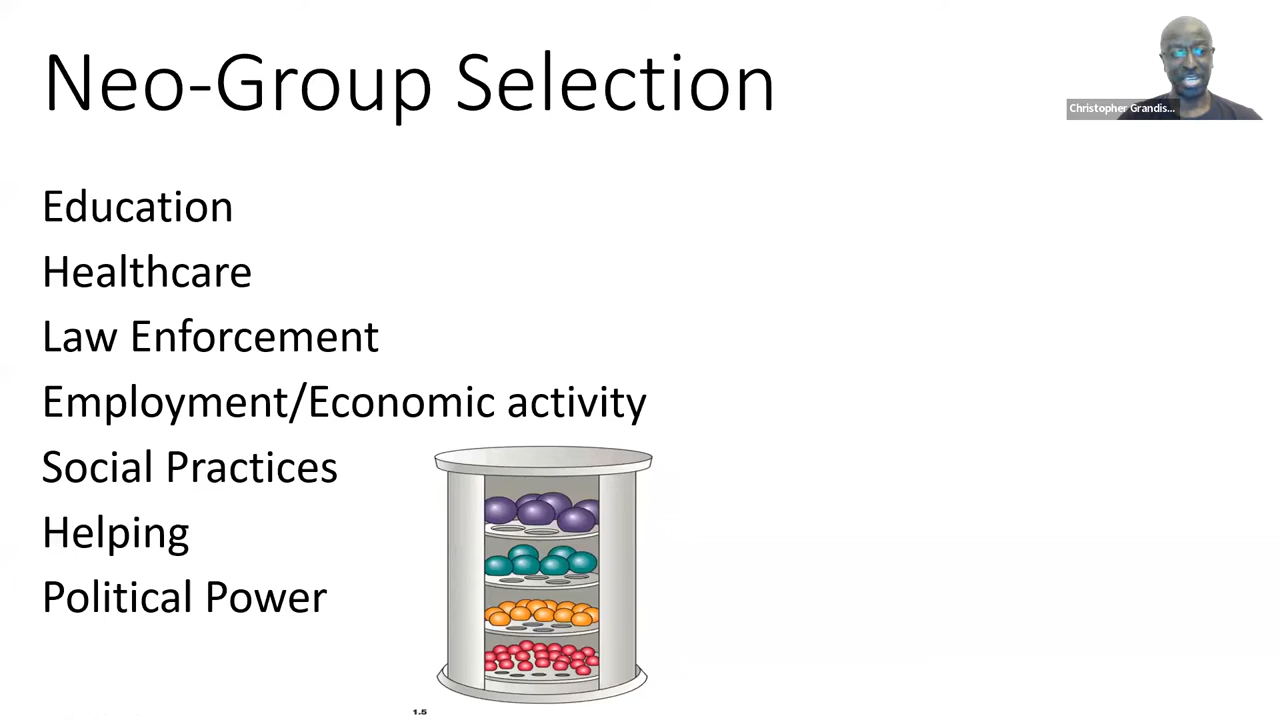 Neo-Group Selection
Christopher Grandis...
Education
Healthcare
Law Enforcement
Employment/Economic activity
Social Practices
Helping
Political Power
1.5